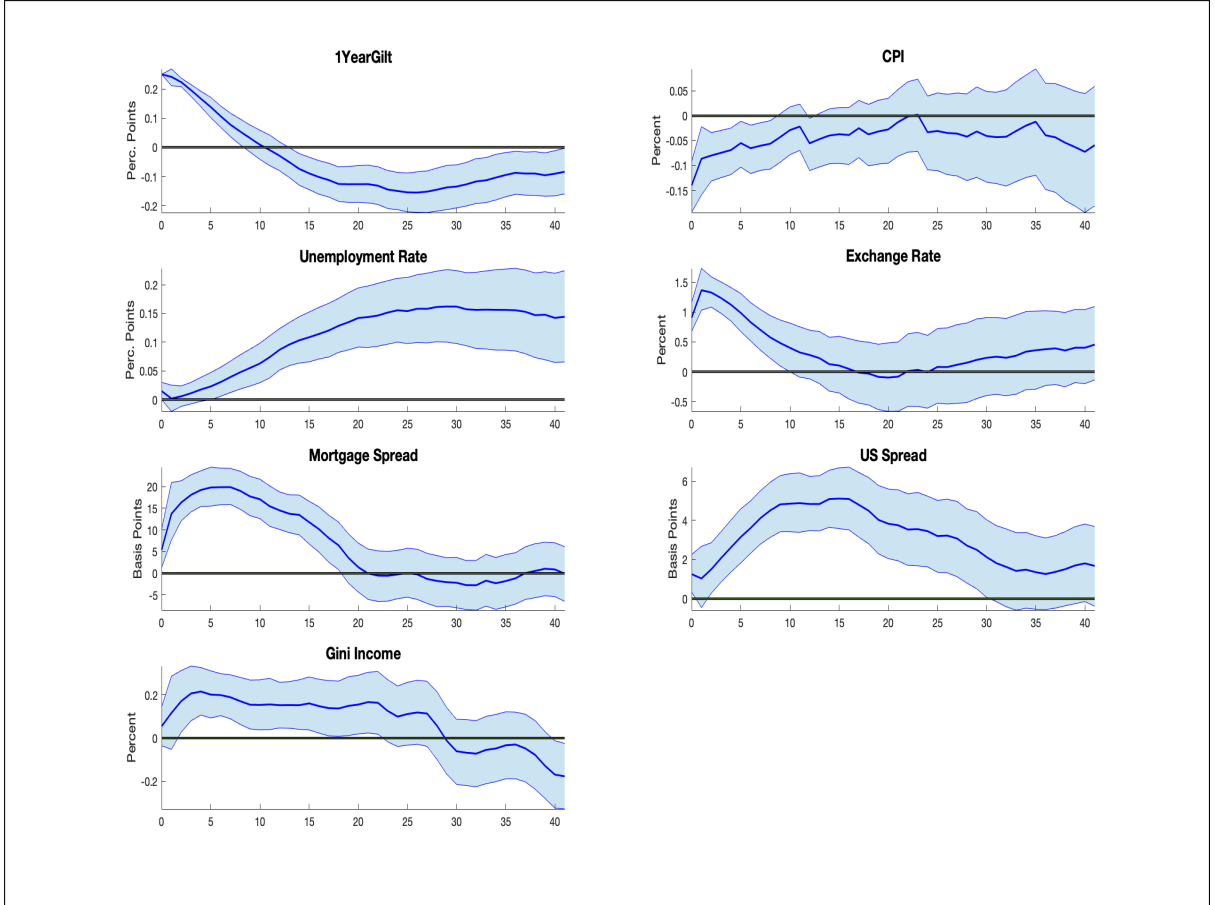 1YearGilt
Perc. Points
0.2
0.1
0
-0.1
-0.2
0 5 10 15 20 25 30 35 40
CPI
Percent
0.05
0
-0.05
-0.1
-0.15
0 5 10 15 20 25 30 35 40
Unemployment Rate
Perc. Points
0.2
0.15
0.1
0.05
0
0 5 10 15 20 25 30 35 40
Exchange Rate
Percent
1.5
1
0.5
0
-0.5
0 5 10 15 20 25 30 35 40
Mortgage Spread
Basis Points
20
15
10
5
0
-5
0 5 10 15 20 25 30 35 40
US Spread
Basis Points
6
4
2
0
0 5 10 15 20 25 30 35 40
Gini Income
Percent
0.2
0
-0.2
0 5 10 15 20 25 30 35 40